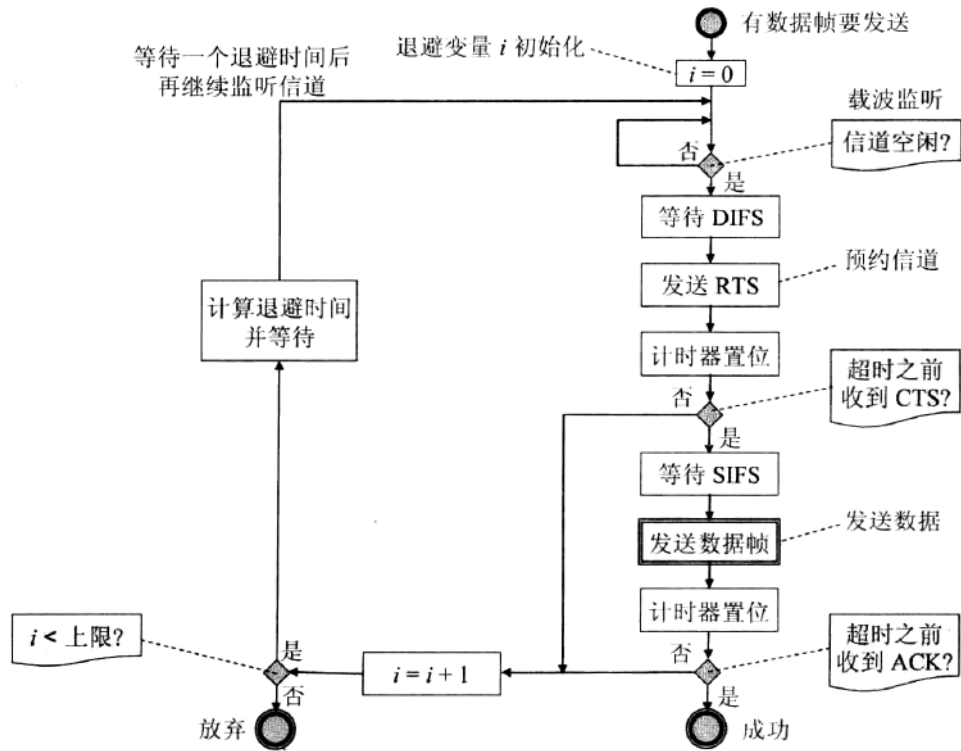 有数据帧要发送
等待一个退避时间后
再继续监听信道
退避变量 i 初始化
i = 0
载波监听
信道空闲?
否
是
等待 DIFS
发送 RTS
预约信道
计算退避时间
并等待
计时器置位
超时之前
收到 CTS?
否
是
等待 SIFS
发送数据帧
发送数据
计时器置位
i < 上限?
超时之前
收到 ACK?
是
否
i = i + 1
否
是
放弃
成功